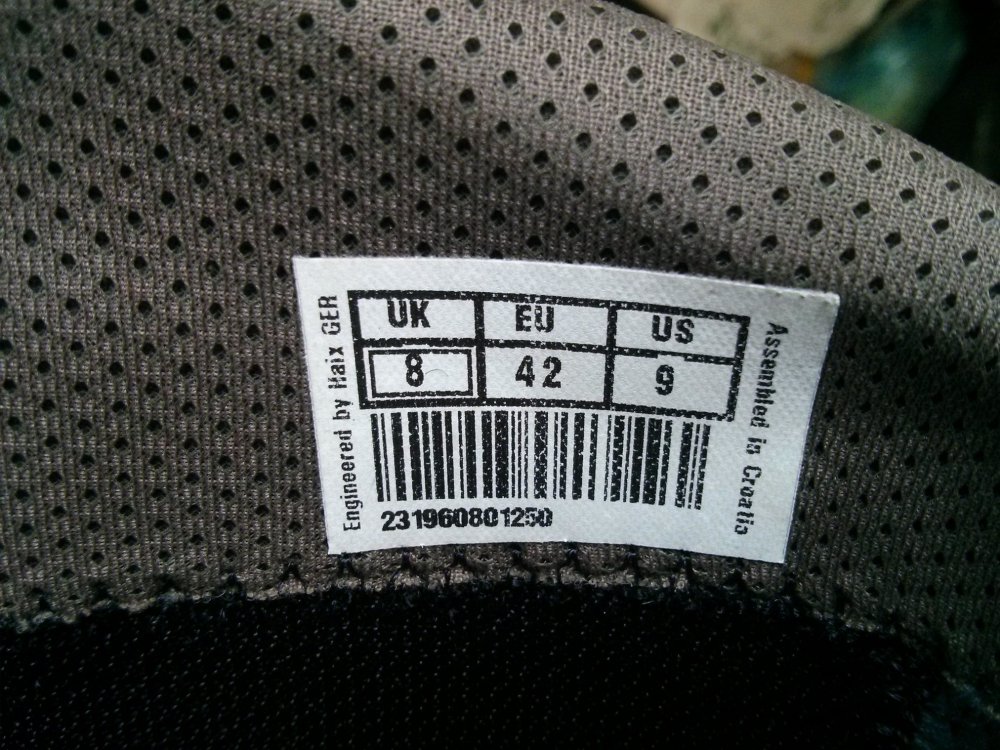 Engineered by Haix GER
UK EU US
8 42 9
231960801250
Assembled in Croatia